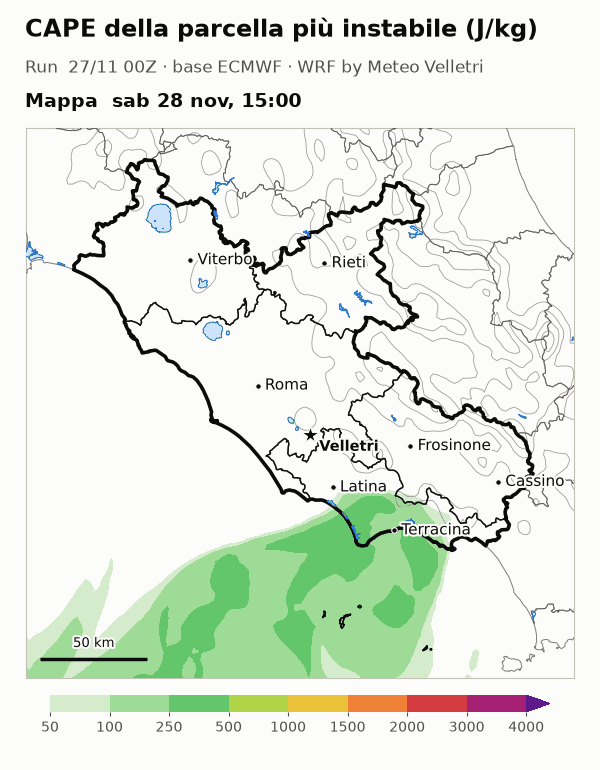 CAPE della parcella più instabile (J/kg)
Run  27/11 00Z · base ECMWF · WRF by Meteo Velletri
Mappa  sab 28 nov, 15:00
Viterbo
Rieti
Roma
Velletri
Frosinone
Latina
Cassino
Terracina
50 km
50 100 250 500 1000 1500 2000 3000 4000